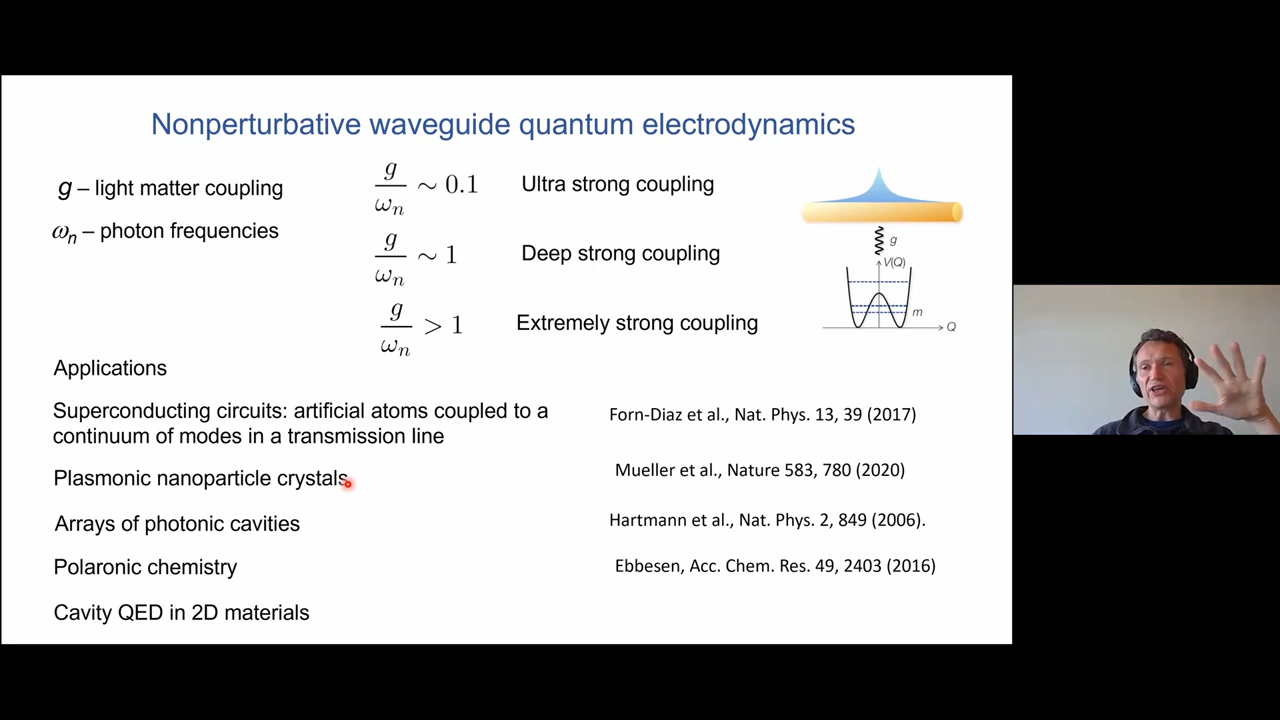 Nonperturbative waveguide quantum electrodynamics
g – light matter coupling
ωn – photon frequencies
g/ωn ∼ 0.1 Ultra strong coupling
g/ωn ∼ 1 Deep strong coupling
g/ωn > 1 Extremely strong coupling
g
V(Q)
m
Q
Applications
Superconducting circuits: artificial atoms coupled to a
continuum of modes in a transmission line
Forn-Diaz et al., Nat. Phys. 13, 39 (2017)
Plasmonic nanoparticle crystals
Mueller et al., Nature 583, 780 (2020)
Arrays of photonic cavities
Hartmann et al., Nat. Phys. 2, 849 (2006).
Polaronic chemistry
Ebbesen, Acc. Chem. Res. 49, 2403 (2016)
Cavity QED in 2D materials